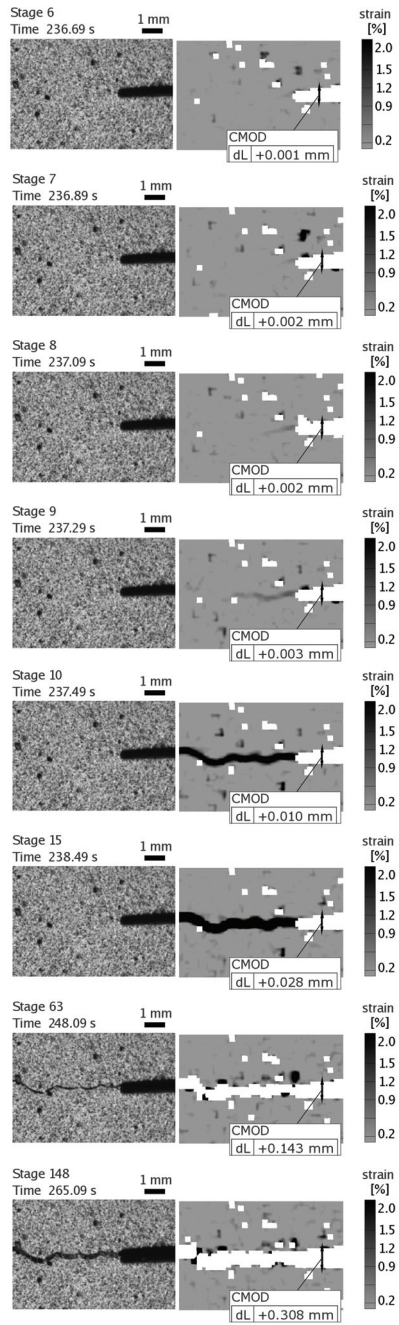 Stage 6
Time 236.69 s
1 mm
strain
[%]
2.0
1.5
1.2
0.9
0.2
CMOD
dL +0.001 mm
Stage 7
Time 236.89 s
1 mm
strain
[%]
2.0
1.5
1.2
0.9
0.2
CMOD
dL +0.002 mm
Stage 8
Time 237.09 s
1 mm
strain
[%]
2.0
1.5
1.2
0.9
0.2
CMOD
dL +0.002 mm
Stage 9
Time 237.29 s
1 mm
strain
[%]
2.0
1.5
1.2
0.9
0.2
CMOD
dL +0.003 mm
Stage 10
Time 237.49 s
1 mm
strain
[%]
2.0
1.5
1.2
0.9
0.2
CMOD
dL +0.010 mm
Stage 15
Time 238.49 s
1 mm
strain
[%]
2.0
1.5
1.2
0.9
0.2
CMOD
dL +0.028 mm
Stage 63
Time 248.09 s
1 mm
strain
[%]
2.0
1.5
1.2
0.9
0.2
CMOD
dL +0.143 mm
Stage 148
Time 265.09 s
1 mm
strain
[%]
2.0
1.5
1.2
0.9
0.2
CMOD
dL +0.308 mm